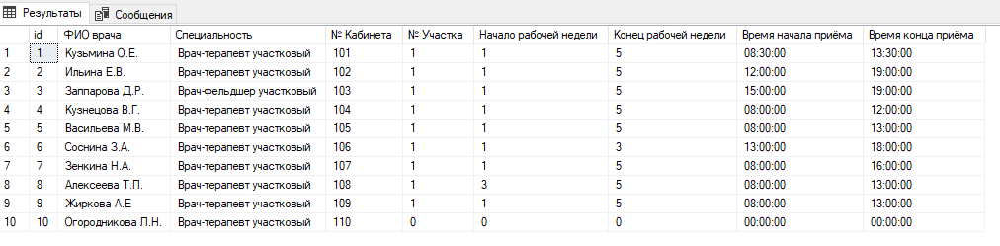 Результаты Сообщения
id ФИО врача Специальность № Кабинета № Участка Начало рабочей недели Конец рабочей недели Время начала приёма Время конца приёма
1 1 Кузьмина О.Е. Врач-терапевт участковый 101 1 1 5 08:30:00 13:30:00
2 2 Ильина Е.В. Врач-терапевт участковый 102 1 1 5 12:00:00 19:00:00
3 3 Заппарова Д.Р. Врач-фельдшер участковый 103 1 1 5 15:00:00 19:00:00
4 4 Кузнецова В.Г. Врач-терапевт участковый 104 1 1 5 08:00:00 12:00:00
5 5 Васильева М.В. Врач-терапевт участковый 105 1 1 5 08:00:00 13:00:00
6 6 Соснина З.А. Врач-терапевт участковый 106 1 1 3 13:00:00 18:00:00
7 7 Зенкина Н.А. Врач-терапевт участковый 107 1 1 5 08:00:00 16:00:00
8 8 Алексеева Т.П. Врач-терапевт участковый 108 1 3 5 08:00:00 13:00:00
9 9 Жиркова А.Е Врач-терапевт участковый 109 1 1 5 08:00:00 13:00:00
10 10 Огородникова Л.Н. Врач-терапевт участковый 110 0 0 0 00:00:00 00:00:00